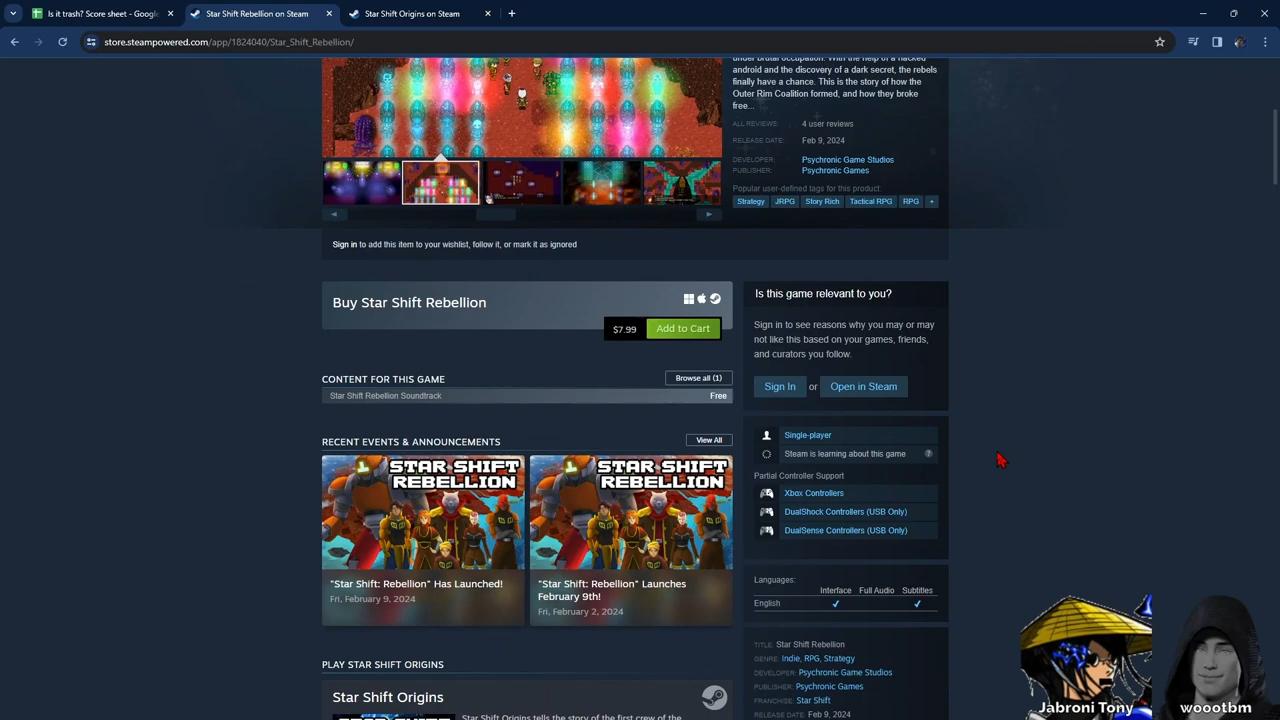 Is it trash? Score sheet - Google
Star Shift Rebellion on Steam
Star Shift Origins on Steam
store.steampowered.com/app/1824040/Star_Shift_Rebellion/
under brutal occupation. With the help of a hacked
android and the discovery of a dark secret, the rebels
finally have a chance. This is the story of how the
Outer Rim Coalition formed, and how they broke
free...
ALL REVIEWS: 4 user reviews
RELEASE DATE: Feb 9, 2024
DEVELOPER: Psychronic Game Studios
PUBLISHER: Psychronic Games
Popular user-defined tags for this product:
Strategy JRPG Story Rich Tactical RPG RPG +
Sign in to add this item to your wishlist, follow it, or mark it as ignored
Buy Star Shift Rebellion
$7.99 Add to Cart
Is this game relevant to you?
Sign in to see reasons why you may or may
not like this based on your games, friends,
and curators you follow.
Sign In or Open in Steam
CONTENT FOR THIS GAME Browse all (1)
Star Shift Rebellion Soundtrack Free
RECENT EVENTS & ANNOUNCEMENTS View All
STAR SHIFT
REBELLION
STAR SHIFT
REBELLION
"Star Shift: Rebellion" Has Launched!
Fri, February 9, 2024
"Star Shift: Rebellion" Launches
February 9th!
Fri, February 2, 2024
Single-player
Steam is learning about this game ?
Partial Controller Support
Xbox Controllers
DualShock Controllers (USB Only)
DualSense Controllers (USB Only)
Languages:
Interface Full Audio Subtitles
English ✔ ✔
TITLE: Star Shift Rebellion
GENRE: Indie, RPG, Strategy
DEVELOPER: Psychronic Game Studios
PUBLISHER: Psychronic Games
FRANCHISE: Star Shift
RELEASE DATE: Feb 9, 2024
PLAY STAR SHIFT ORIGINS
Star Shift Origins
Star Shift Origins tells the story of the first crew of the
Jabroni Tony
woootbm